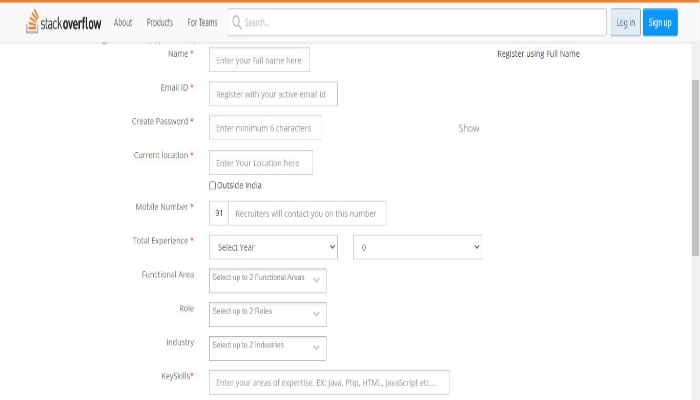 stackoverflow About Products For Teams Search... Log in Sign up
Name * Enter your full name here Register using Full Name
Email ID * Register with your active email id
Create Password * Enter minimum 6 characters Show
Current location * Enter Your Location here
Outside India
Mobile Number * 91 Recruiters will contact you on this number
Total Experience * Select Year 0
Functional Area Select up to 2 Functional Areas
Role Select up to 2 Roles
Industry Select up to 2 Industries
KeySkills* Enter your areas of expertise. EX: Java, Php, HTML, JavaScript etc...